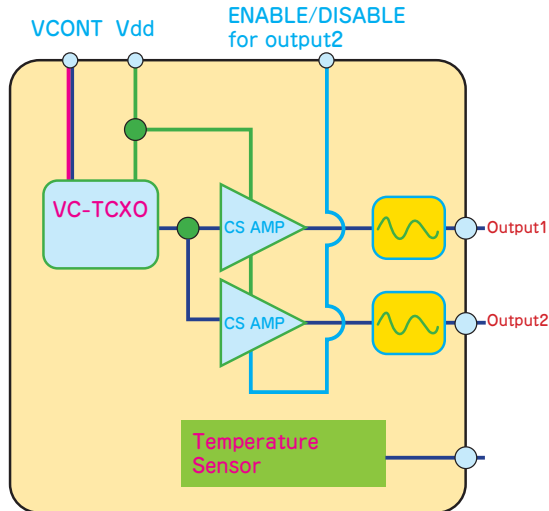 VCONT Vdd
ENABLE/DISABLE
for output2
VC-TCXO
CS AMP
Output1
CS AMP
Output2
Temperature
Sensor